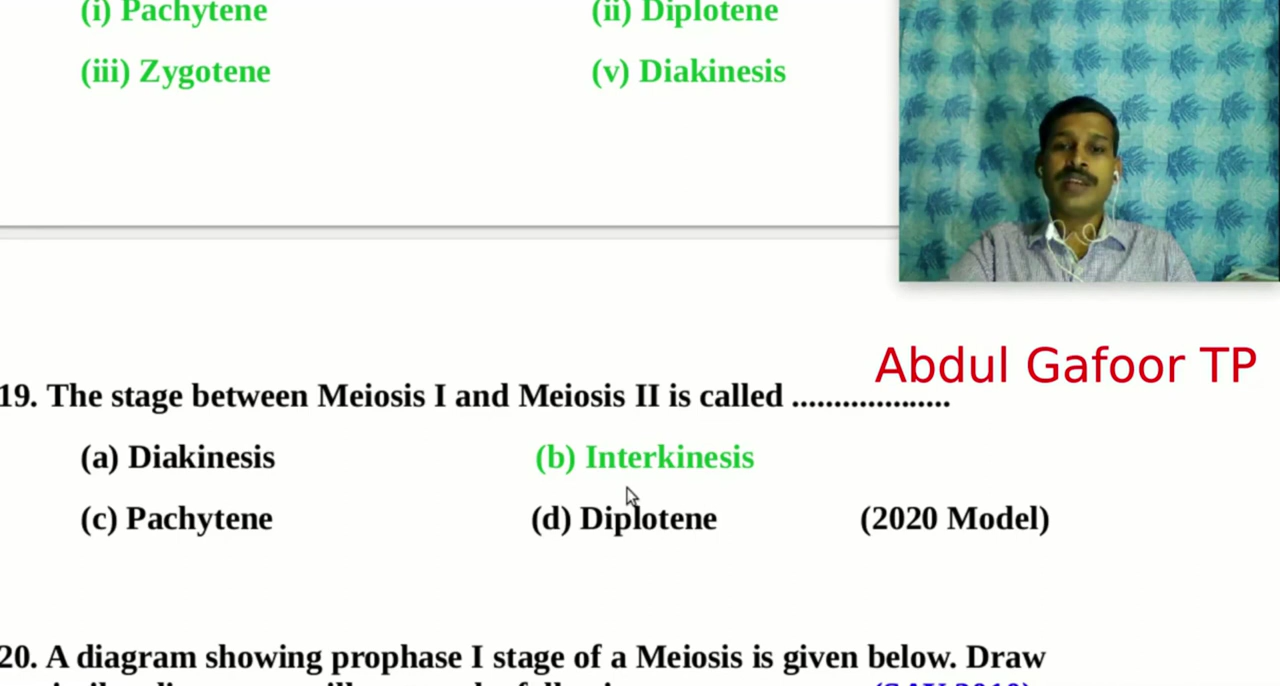 (i) Pachytene (ii) Diplotene
(iii) Zygotene (v) Diakinesis
Abdul Gafoor TP
19. The stage between Meiosis I and Meiosis II is called ...................
(a) Diakinesis (b) Interkinesis
(c) Pachytene (d) Diplotene (2020 Model)
20. A diagram showing prophase I stage of a Meiosis is given below. Draw